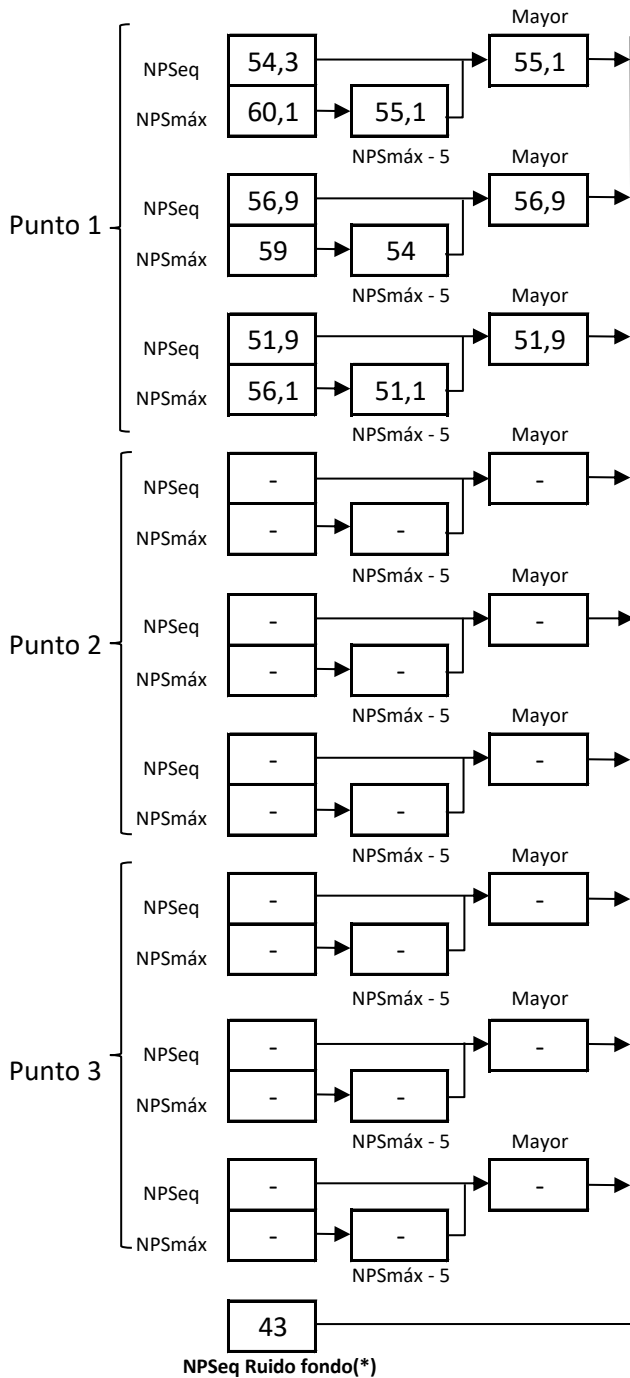 Mayor
NPSeq 54,3 55,1
NPSmáx 60,1 55,1
NPSmáx - 5 Mayor
NPSeq 56,9 56,9
Punto 1
NPSmáx 59 54
NPSmáx - 5 Mayor
NPSeq 51,9 51,9
NPSmáx 56,1 51,1
NPSmáx - 5 Mayor
NPSeq - -
NPSmáx - -
NPSmáx - 5 Mayor
NPSeq - -
Punto 2
NPSmáx - -
NPSmáx - 5 Mayor
NPSeq - -
NPSmáx - -
NPSmáx - 5 Mayor
NPSeq - -
NPSmáx - -
NPSmáx - 5 Mayor
NPSeq - -
Punto 3
NPSmáx - -
NPSmáx - 5 Mayor
NPSeq - -
NPSmáx - -
NPSmáx - 5
43
NPSeq Ruido fondo(*)